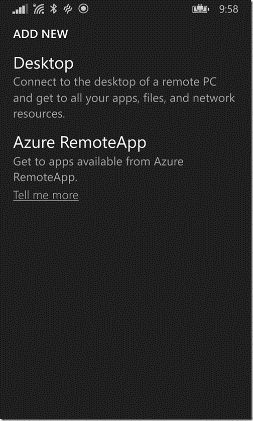 9:58
ADD NEW
Desktop
Connect to the desktop of a remote PC
and get to all your apps, files, and network
resources.
Azure RemoteApp
Get to apps available from Azure
RemoteApp.
Tell me more